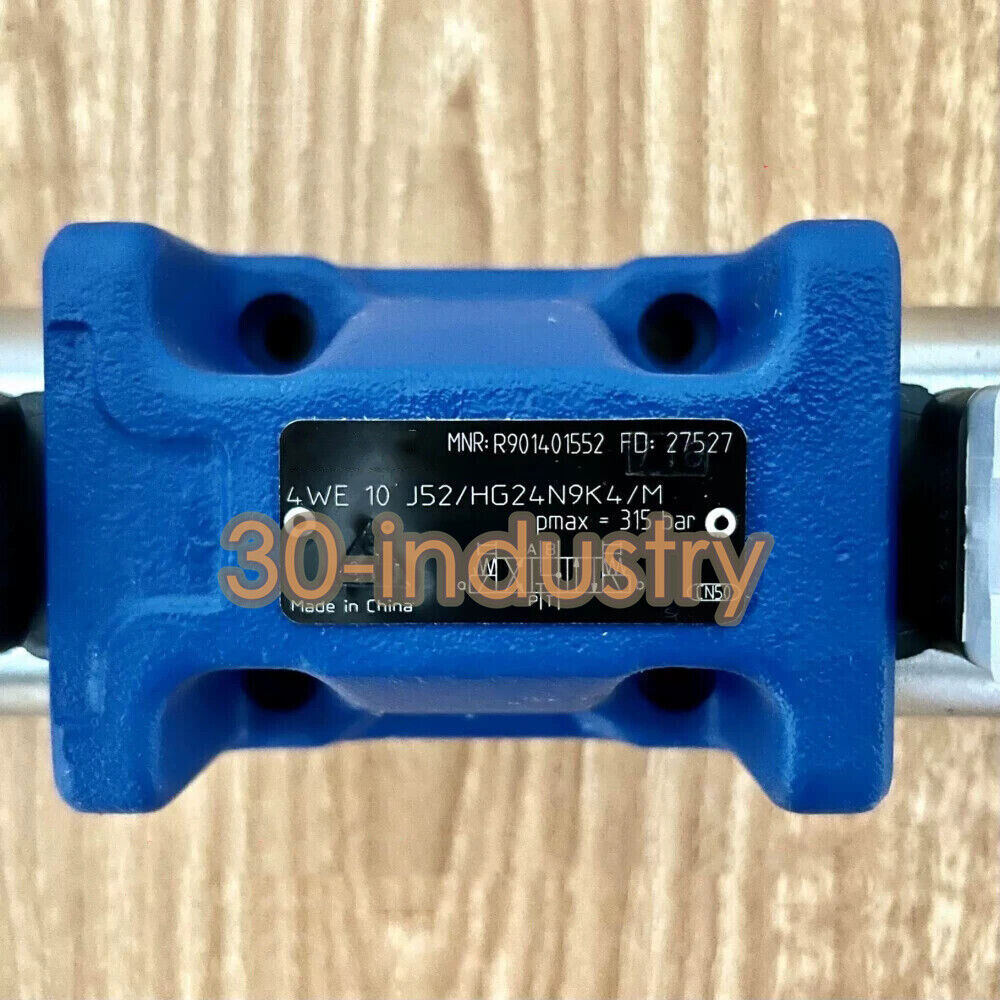 MNR: R901401552 FD: 27527
4WE 10 J52/HG24N9K4/M
pmax = 315 bar
30-industry
A B
P T
Made in China
CN50